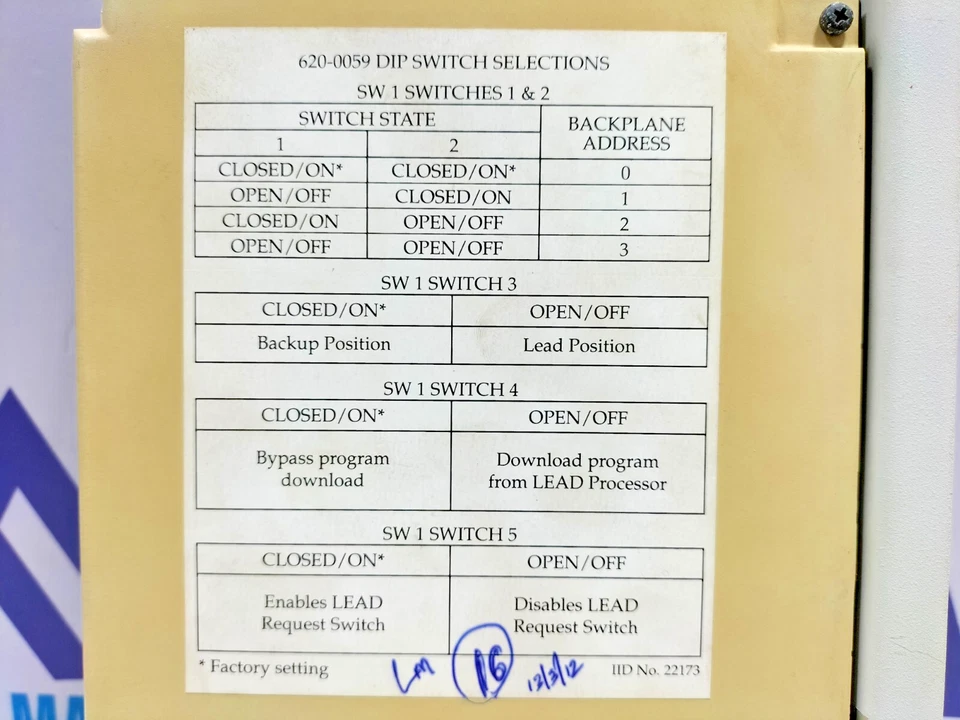 620-0059 DIP SWITCH SELECTIONS
SW 1 SWITCHES 1 & 2
SWITCH STATE BACKPLANE ADDRESS
1 2
CLOSED/ON* CLOSED/ON* 0
OPEN/OFF CLOSED/ON 1
CLOSED/ON OPEN/OFF 2
OPEN/OFF OPEN/OFF 3
SW 1 SWITCH 3
CLOSED/ON* OPEN/OFF
Backup Position Lead Position
SW 1 SWITCH 4
CLOSED/ON* OPEN/OFF
Bypass program Download program
download from LEAD Processor
SW 1 SWITCH 5
CLOSED/ON* OPEN/OFF
Enables LEAD Disables LEAD
Request Switch Request Switch
* Factory setting LM 16 12/3/12 IID No. 22173
MA